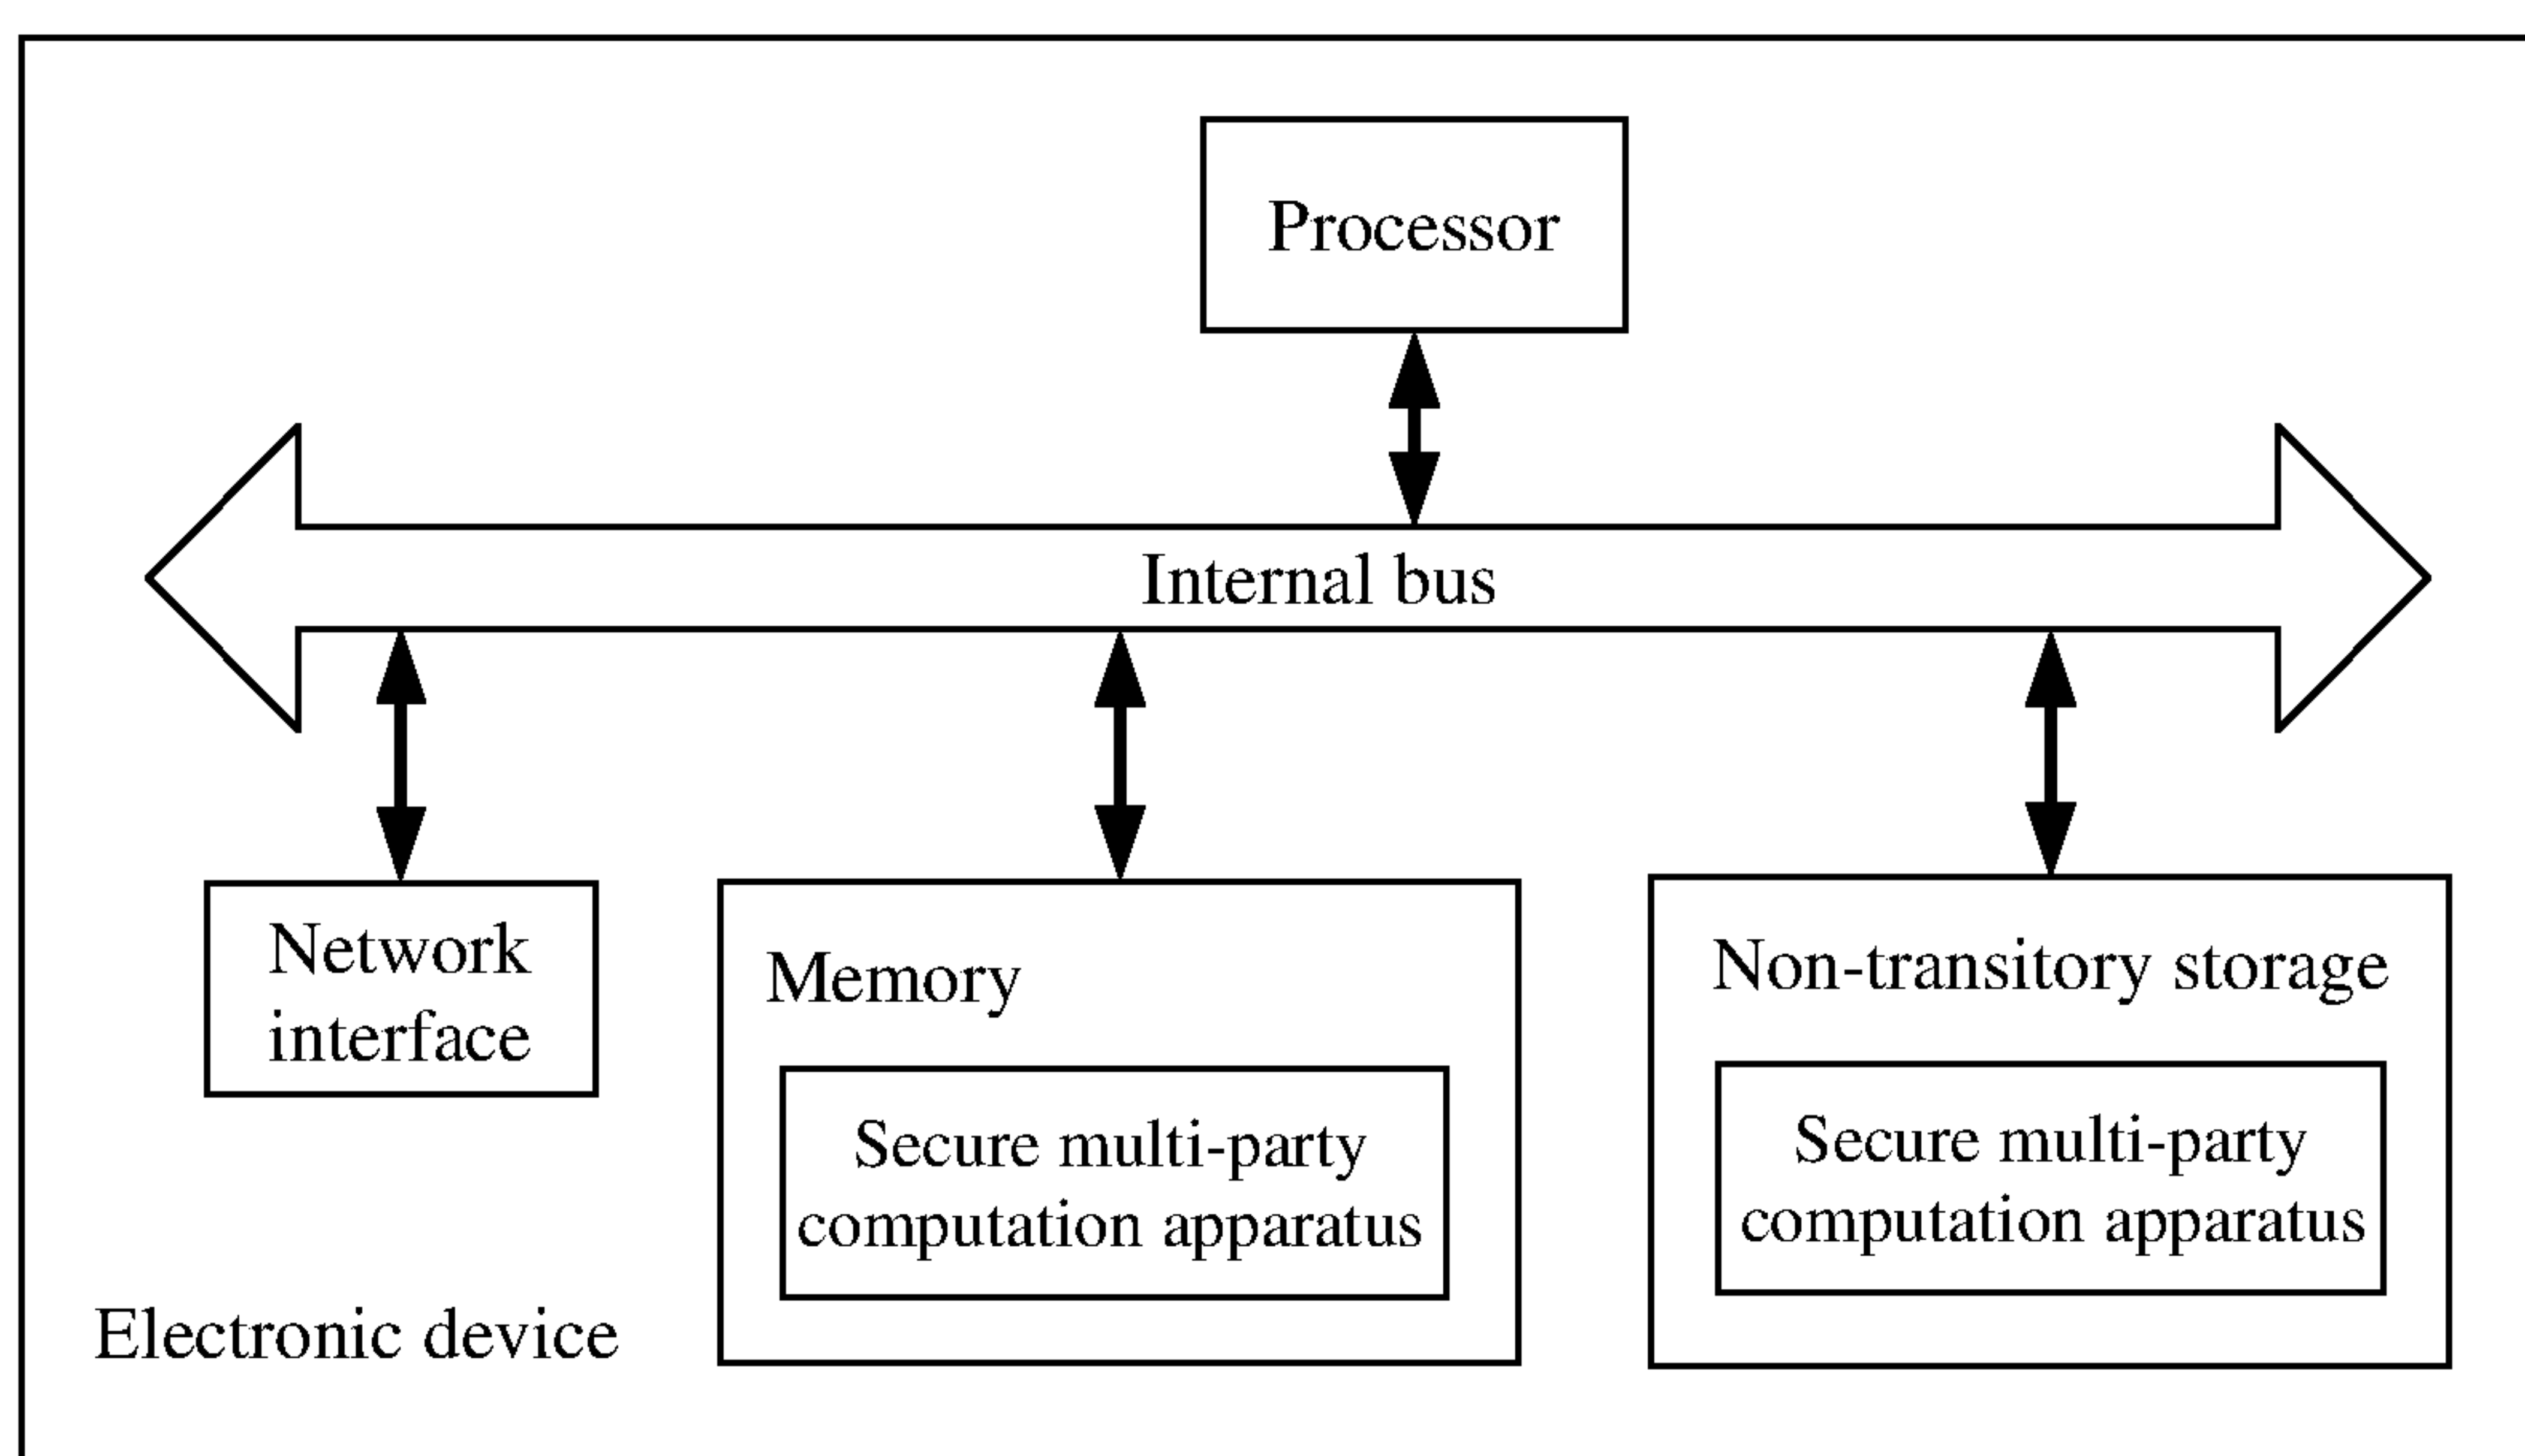 Processor
Internal bus
Network
interface
Memory
Secure multi-party
computation apparatus
Non-transitory storage
Secure multi-party
computation apparatus
Electronic device